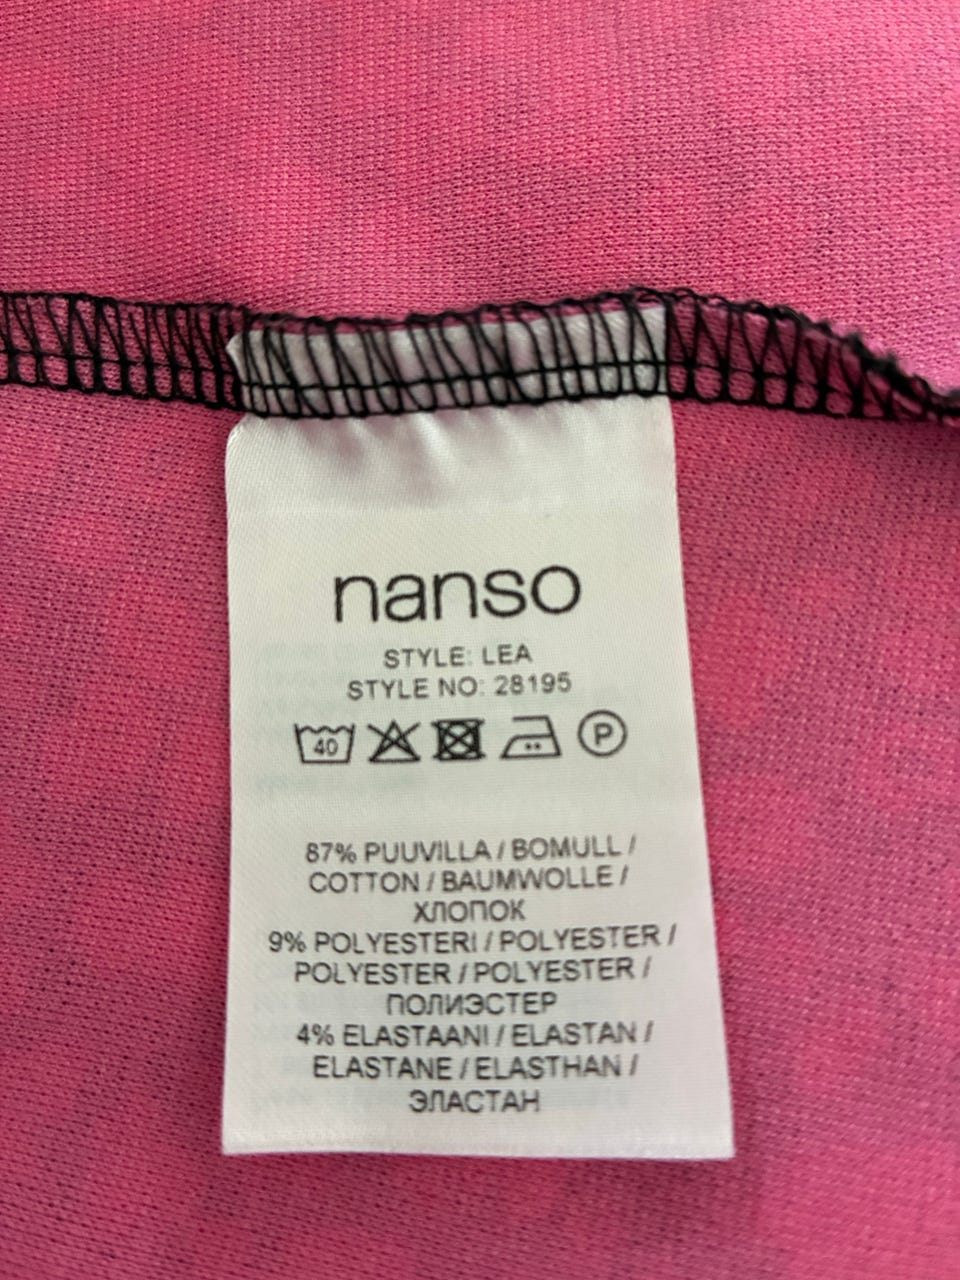 nanso
STYLE: LEA
STYLE NO: 28195
40 P
87% PUUVILLA / BOMULL /
COTTON / BAUMWOLLE /
ХЛОПОК
9% POLYESTERI / POLYESTER /
POLYESTER / POLYESTER /
ПОЛИЭСТЕР
4% ELASTAANI / ELASTAN /
ELASTANE / ELASTHAN /
ЭЛАСТАН